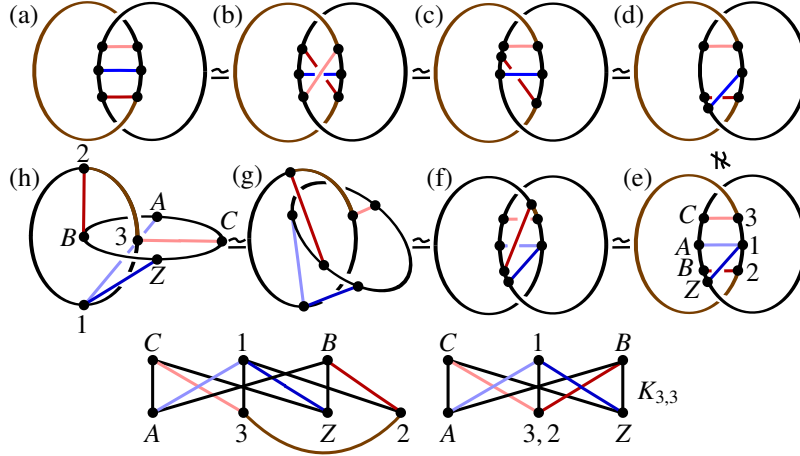 (a) (b) (c) (d)
≃ ≃ ≃
≄
(h) 2 A B 3 C Z 1 ≃ (g) ≃ (f) ≃ (e) C 3 A 1 B 2 Z
C 1 B C 1 B
K3,3
A 3 Z 2 A 3, 2 Z